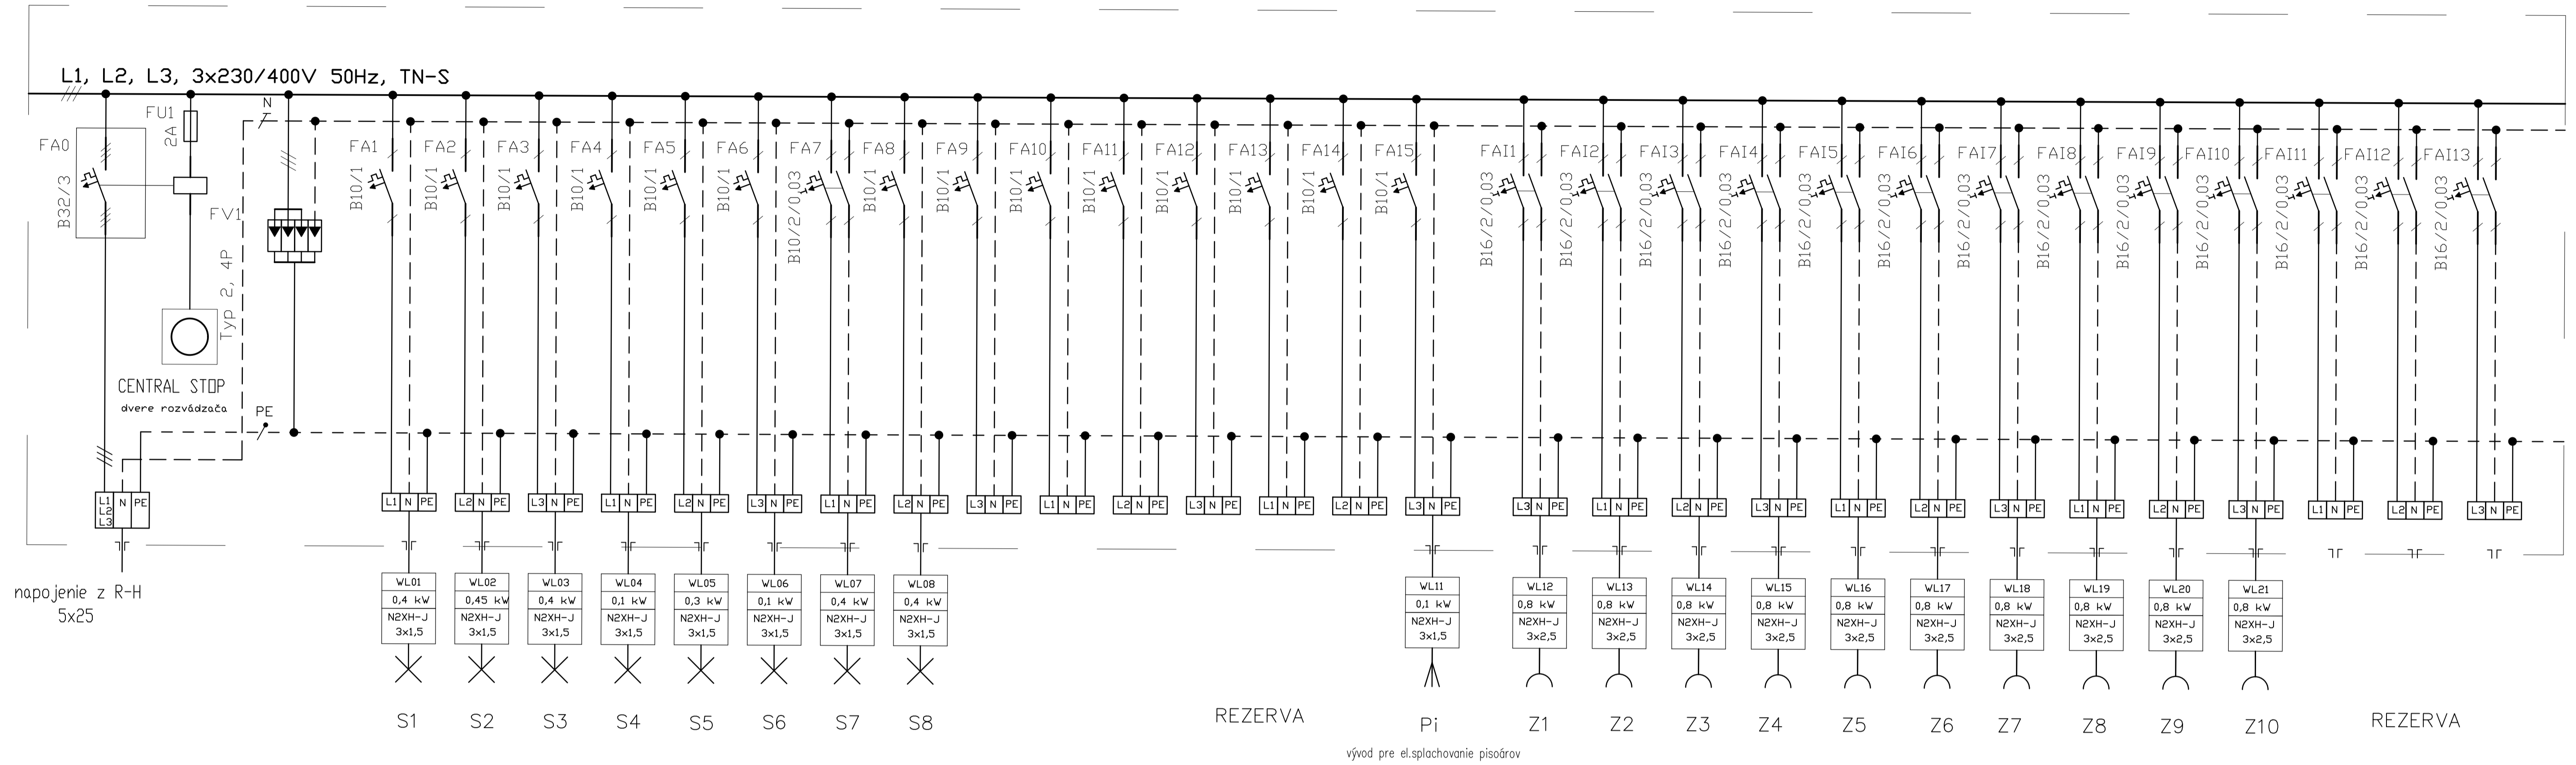 L1, L2, L3, 3x230/400V 50Hz, TN-S
N
FU1
2A
FA0
B32/3
FV1
Typ 2, 4P
CENTRAL STOP
dvere rozvádzača
PE
FA1 FA2 FA3 FA4 FA5 FA6 FA7 FA8 FA9 FA10 FA11 FA12 FA13 FA14 FA15 FAI1 FAI2 FAI3 FAI4 FAI5 FAI6 FAI7 FAI8 FAI9 FAI10 FAI11 FAI12 FAI13
B10/1 B10/1 B10/1 B10/1 B10/1 B10/1 B10/2/0,03 B10/1 B10/1 B10/1 B10/1 B10/1 B10/1 B10/1 B10/1 B16/2/0,03 B16/2/0,03 B16/2/0,03 B16/2/0,03 B16/2/0,03 B16/2/0,03 B16/2/0,03 B16/2/0,03 B16/2/0,03 B16/2/0,03 B16/2/0,03 B16/2/0,03 B16/2/0,03
L1 N PE
L2
L3
L1 N PE L2 N PE L3 N PE L1 N PE L2 N PE L3 N PE L1 N PE L2 N PE L3 N PE L1 N PE L2 N PE L3 N PE L1 N PE L2 N PE L3 N PE L3 N PE L1 N PE L2 N PE L3 N PE L1 N PE L2 N PE L3 N PE L1 N PE L2 N PE L3 N PE L1 N PE L2 N PE L3 N PE
napojenie z R-H
5x25
WL01 WL02 WL03 WL04 WL05 WL06 WL07 WL08 WL11 WL12 WL13 WL14 WL15 WL16 WL17 WL18 WL19 WL20 WL21
0,4 kW 0,45 kW 0,4 kW 0,1 kW 0,3 kW 0,1 kW 0,4 kW 0,4 kW 0,1 kW 0,8 kW 0,8 kW 0,8 kW 0,8 kW 0,8 kW 0,8 kW 0,8 kW 0,8 kW 0,8 kW 0,8 kW
N2XH-J N2XH-J N2XH-J N2XH-J N2XH-J N2XH-J N2XH-J N2XH-J N2XH-J N2XH-J N2XH-J N2XH-J N2XH-J N2XH-J N2XH-J N2XH-J N2XH-J N2XH-J N2XH-J
3x1,5 3x1,5 3x1,5 3x1,5 3x1,5 3x1,5 3x1,5 3x1,5 3x1,5 3x2,5 3x2,5 3x2,5 3x2,5 3x2,5 3x2,5 3x2,5 3x2,5 3x2,5 3x2,5
S1 S2 S3 S4 S5 S6 S7 S8 REZERVA Pi Z1 Z2 Z3 Z4 Z5 Z6 Z7 Z8 Z9 Z10 REZERVA
vývod pre el.splachovanie pisoárov